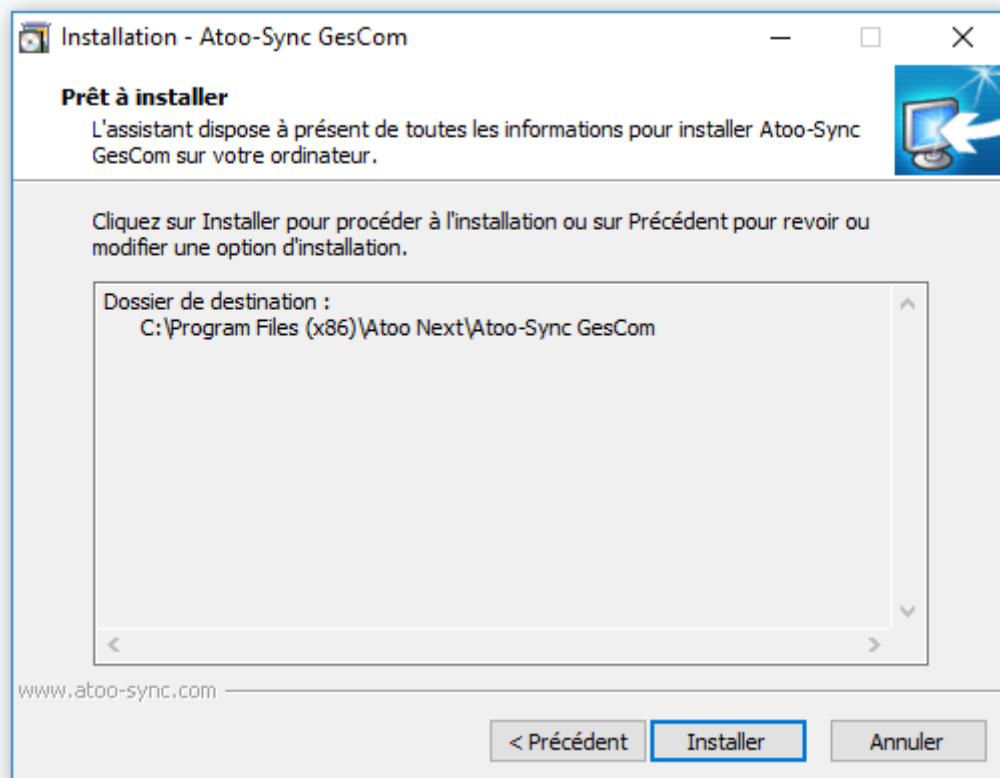 Installation - Atoo-Sync GesCom
Prêt à installer
L'assistant dispose à présent de toutes les informations pour installer Atoo-Sync
GesCom sur votre ordinateur.
Cliquez sur Installer pour procéder à l'installation ou sur Précédent pour revoir ou
modifier une option d'installation.
Dossier de destination :
C:\Program Files (x86)\Atoo Next\Atoo-Sync GesCom
www.atoo-sync.com
< Précédent Installer Annuler